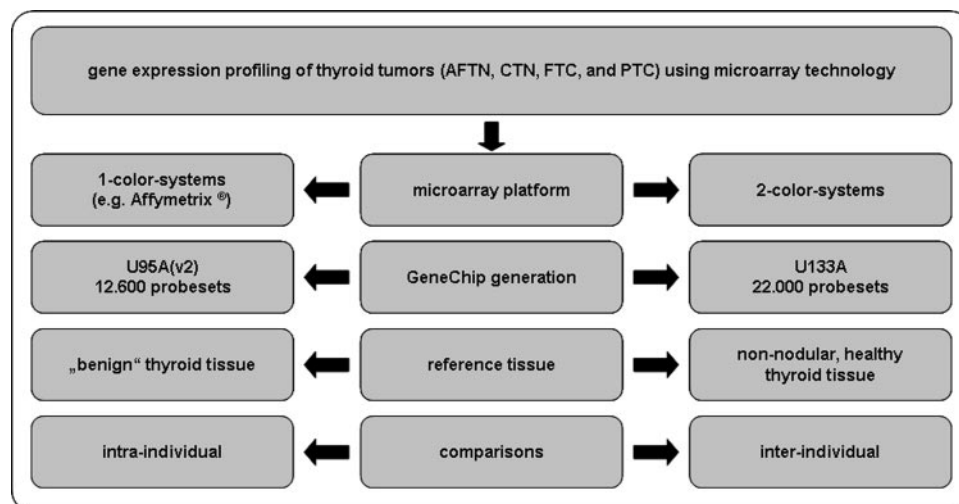 gene expression profiling of thyroid tumors (AFTN, CTN, FTC, and PTC) using microarray technology
1-color-systems
(e.g. Affymetrix ®)
microarray platform
2-color-systems
U95A(v2)
12.600 probesets
GeneChip generation
U133A
22.000 probesets
„benign“ thyroid tissue
reference tissue
non-nodular, healthy
thyroid tissue
intra-individual
comparisons
inter-individual